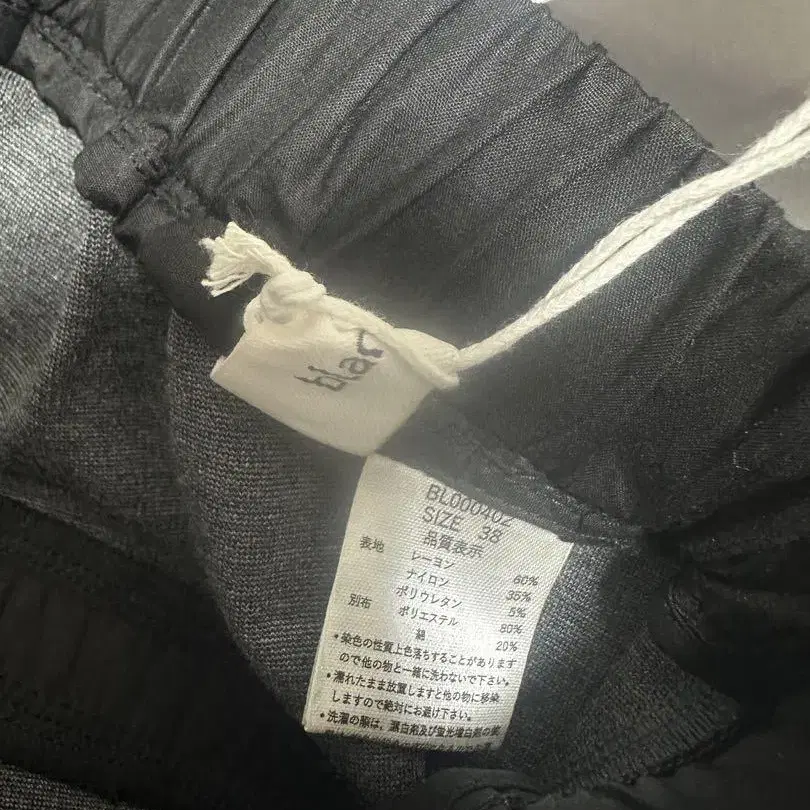 blac
BL000402
SIZE 38
品質表示
表地 レーヨン 60%
ナイロン 35%
ポリウレタン 5%
別布 ポリエステル 80%
綿 20%
•染色の性質上色落ちすることがあります
ので他の物と一緒に洗わないで下さい。
•濡れたまま放置しますと他の物に移染
しますので絶対にお避け下さい。
•洗濯の際は、漂白剤及び蛍光増白剤の